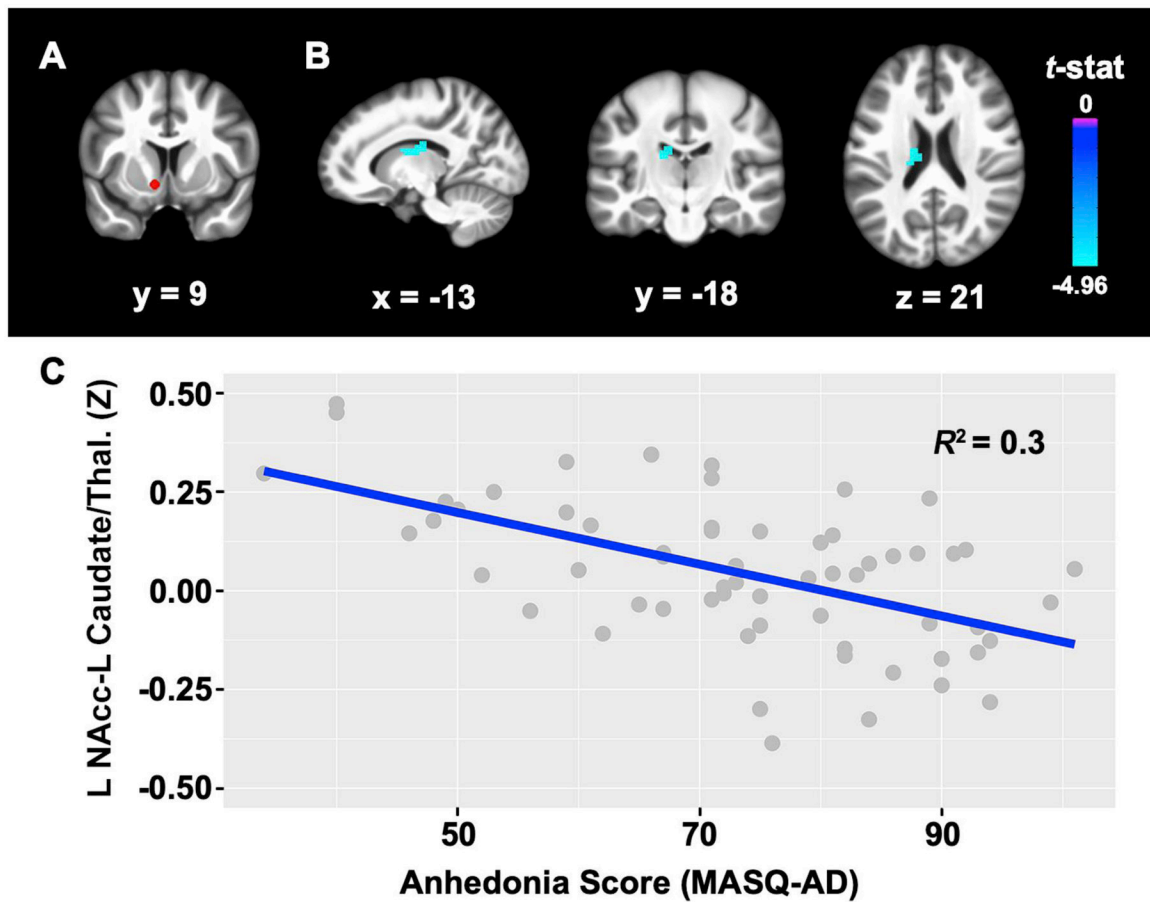 A
B
t-stat
0
-4.96
y = 9
x = -13
y = -18
z = 21
C
L NAcc-L Caudate/Thal. (Z)
0.50
0.25
0.00
-0.25
-0.50
R² = 0.3
50
70
90
Anhedonia Score (MASQ-AD)